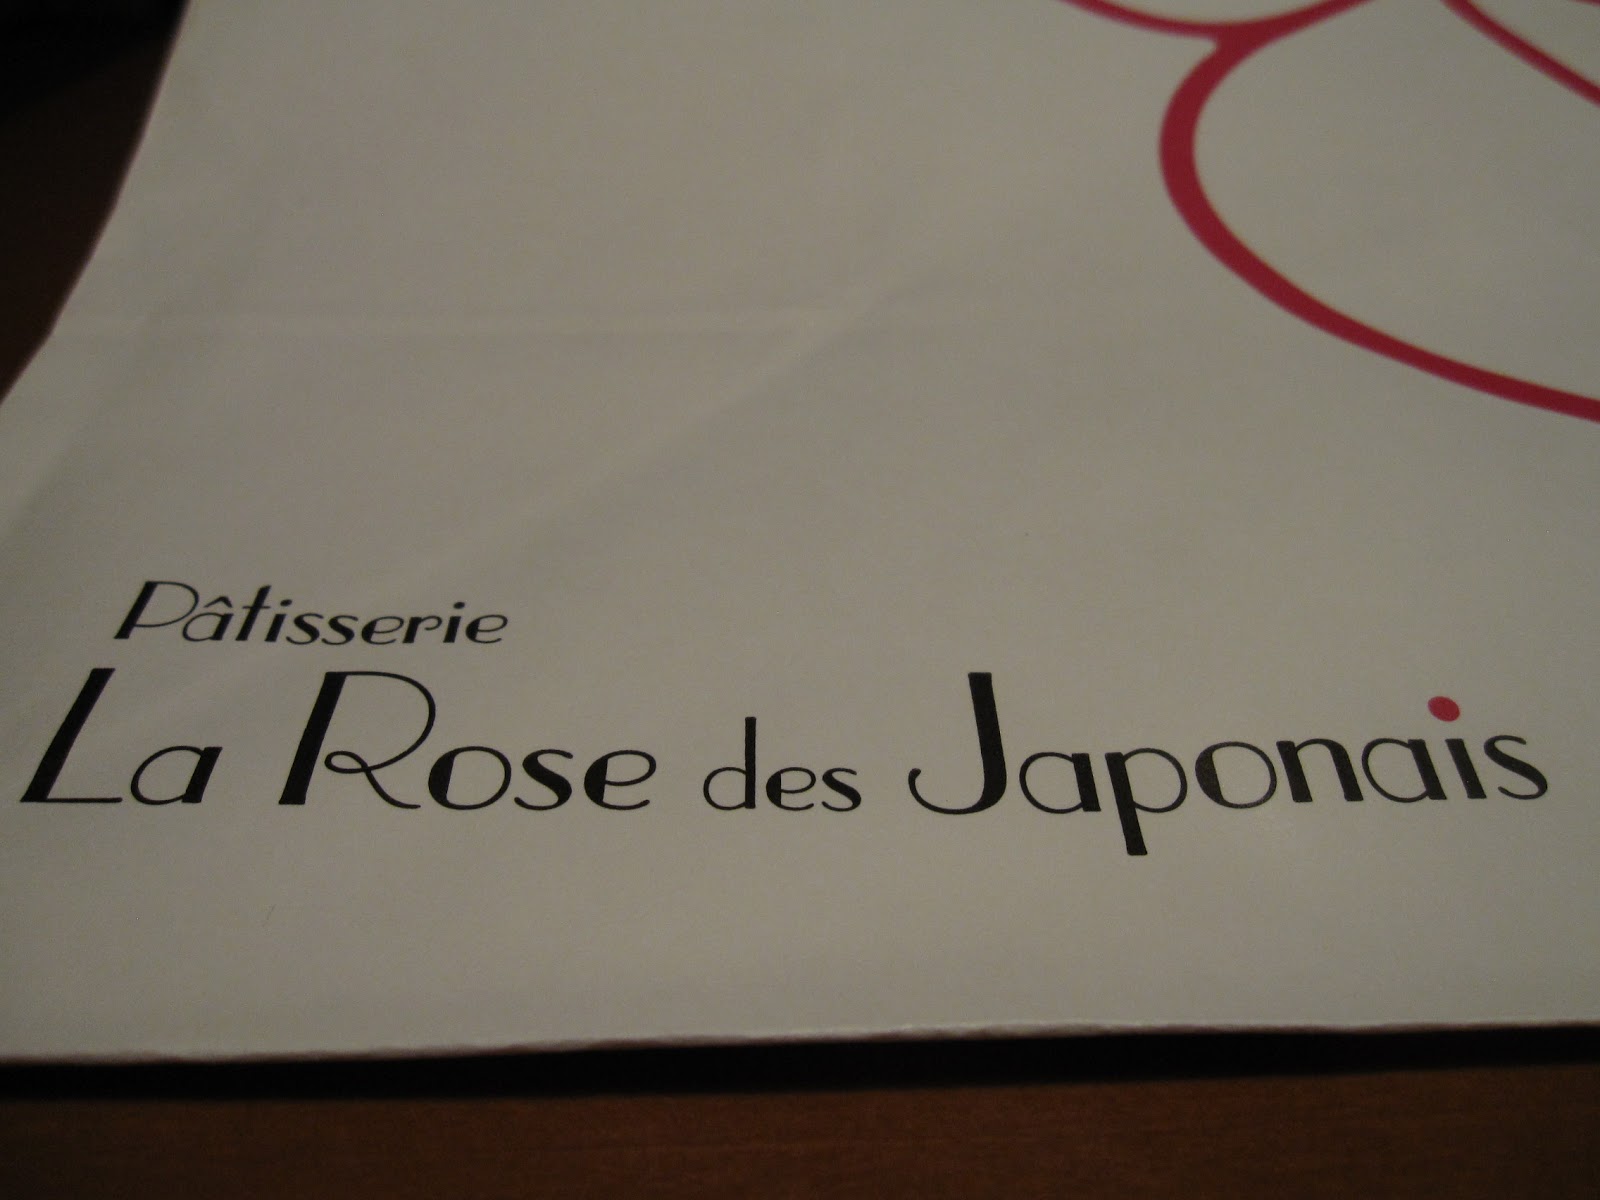 Pâtisserie
La Rose des Japonais